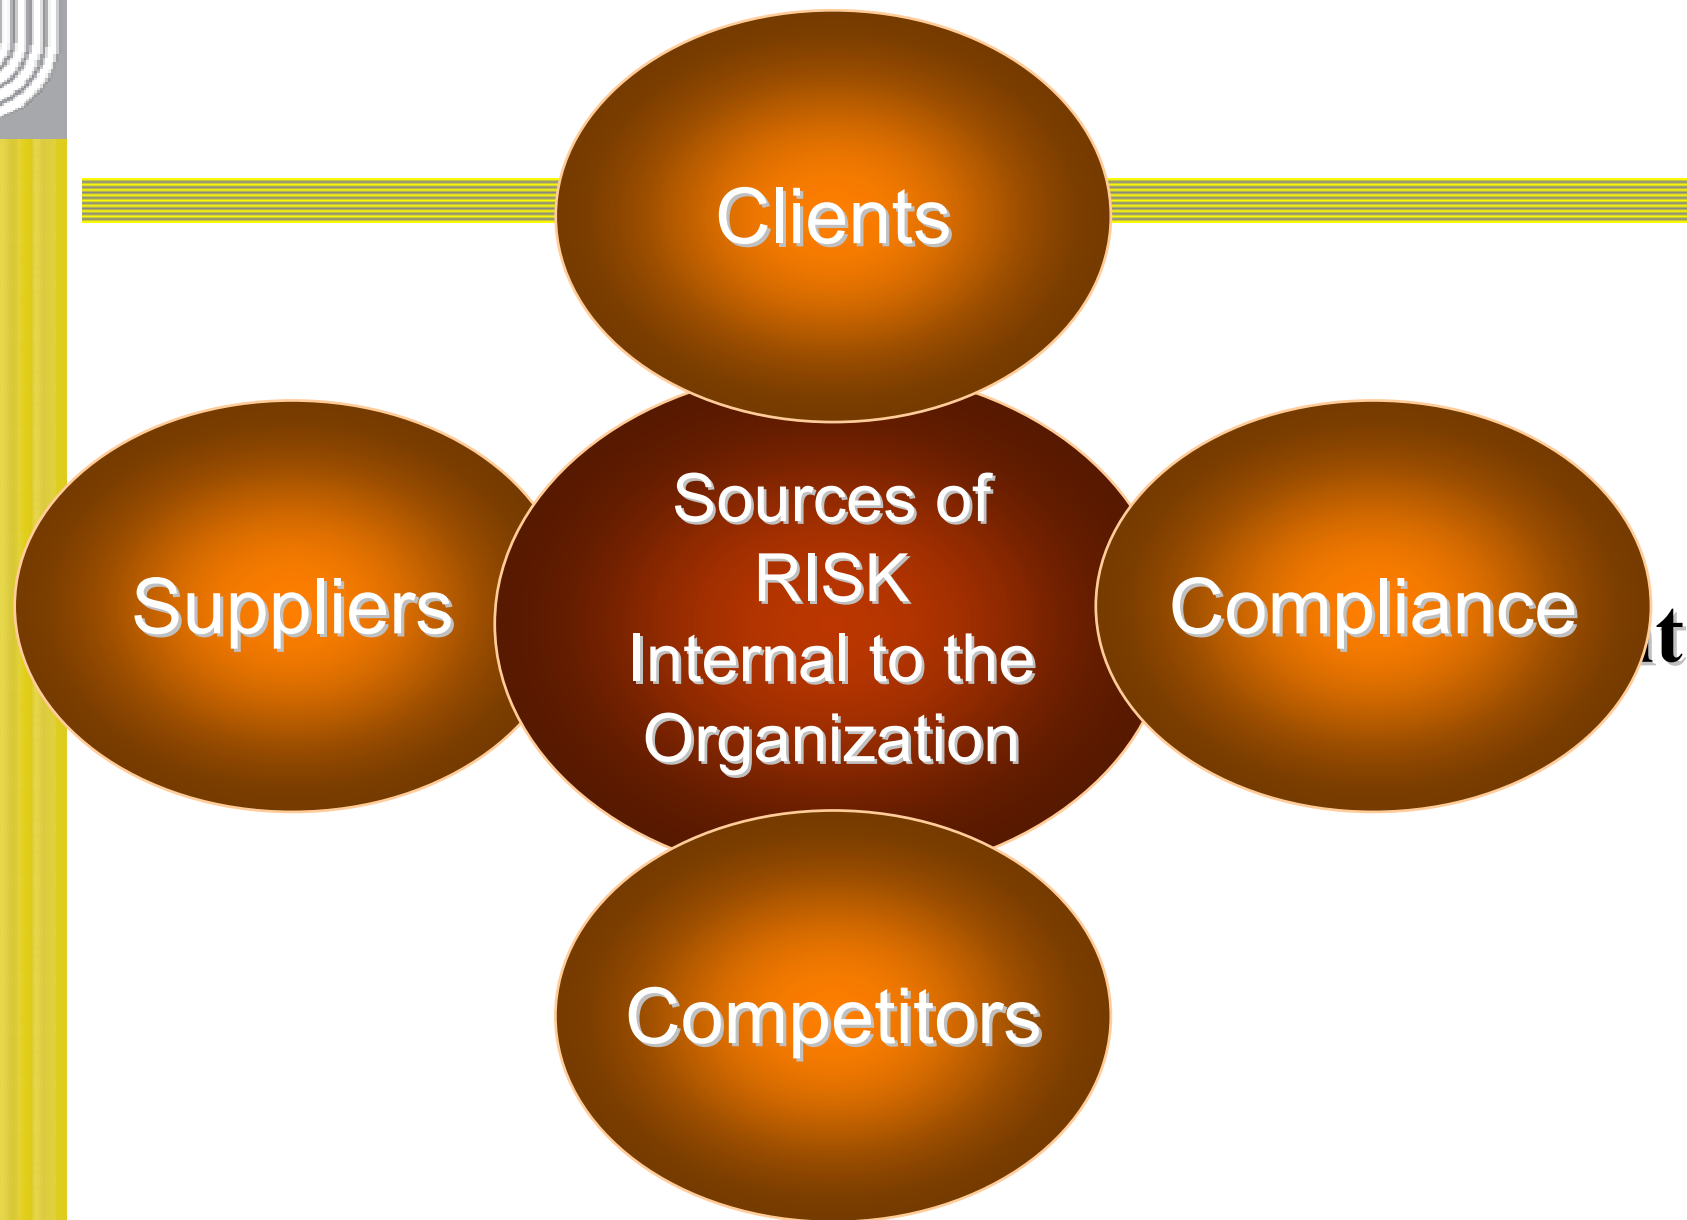 Clients
Suppliers
Sources of
RISK
Internal to the
Organization
Compliance
Competitors